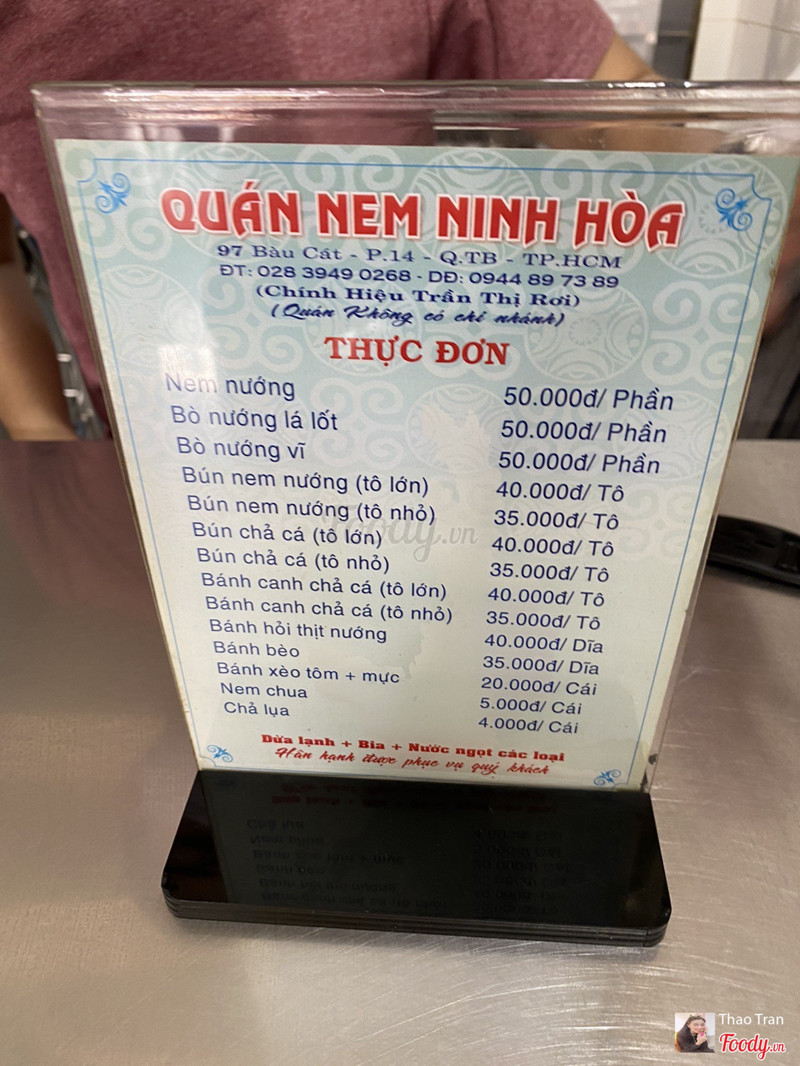 QUÁN NEM NINH HÒA
97 Bàu Cát - P.14 - Q.TB - TP.HCM
ĐT: 028 3949 0268 - DĐ: 0944 89 73 89
(Chính Hiệu Trần Thị Rơi)
(Quán Không có chi nhánh)
THỰC ĐƠN
Nem nướng 50.000đ/ Phần
Bò nướng lá lốt 50.000đ/ Phần
Bò nướng vĩ 50.000đ/ Phần
Bún nem nướng (tô lớn) 40.000đ/ Tô
Bún nem nướng (tô nhỏ) 35.000đ/ Tô
Bún chả cá (tô lớn) 40.000đ/ Tô
Bún chả cá (tô nhỏ) 35.000đ/ Tô
Bánh canh chả cá (tô lớn) 40.000đ/ Tô
Bánh canh chả cá (tô nhỏ) 35.000đ/ Tô
Bánh hỏi thịt nướng 40.000đ/ Dĩa
Bánh bèo 35.000đ/ Dĩa
Bánh xèo tôm + mực 20.000đ/ Cái
Nem chua 5.000đ/ Cái
Chả lụa 4.000đ/ Cái
Dừa lạnh + Bia + Nước ngọt các loại
Hân hạnh được phục vụ quý khách
Foody.vn
Thao Tran
Foody.vn